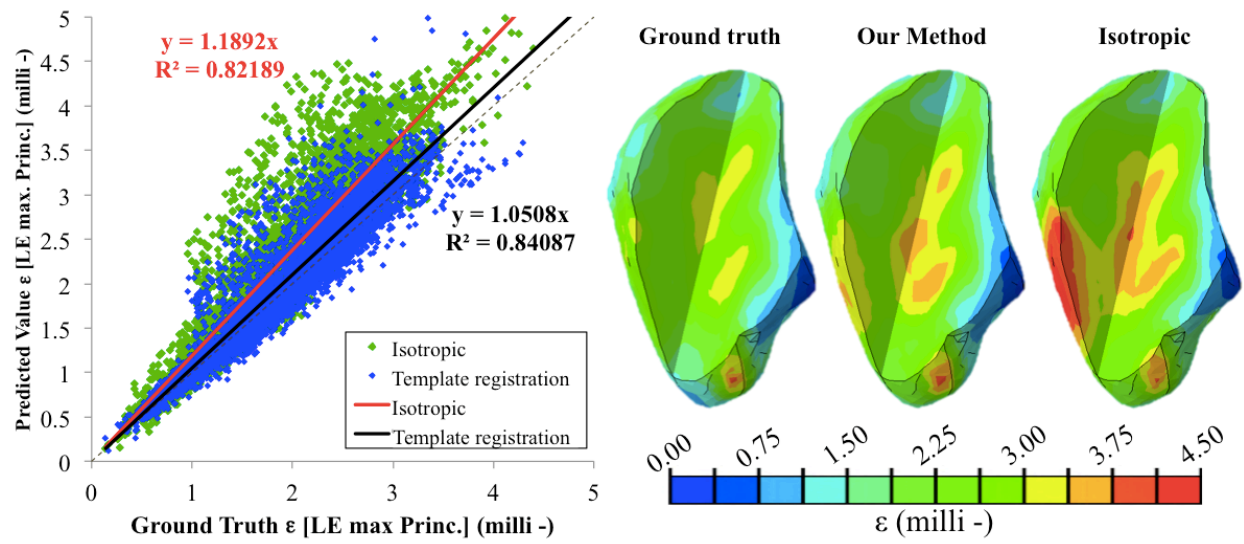 5
4.5
4
3.5
3
2.5
2
1.5
1
0.5
0
0 1 2 3 4 5
Predicted Value ε [LE max. Princ.] (milli -)
Ground Truth ε [LE max Princ.] (milli -)
y = 1.1892x
R² = 0.82189
y = 1.0508x
R² = 0.84087
Isotropic
Template registration
Isotropic
Template registration
Ground truth Our Method Isotropic
0.00 0.75 1.50 2.25 3.00 3.75 4.50
ε (milli -)